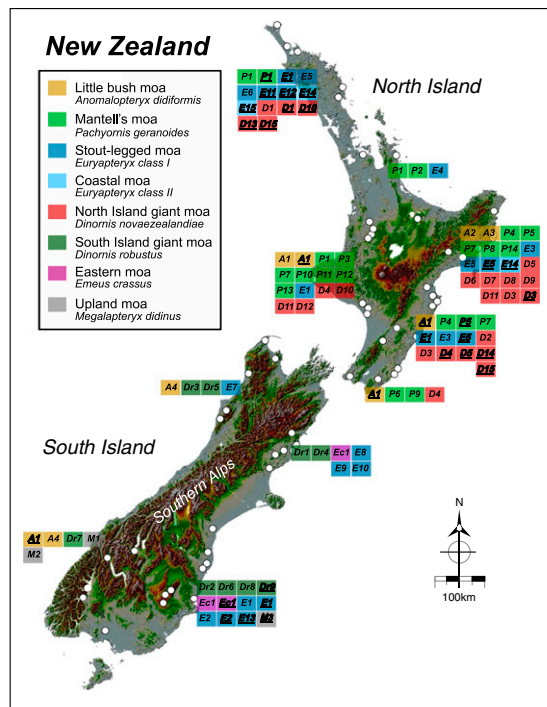 New Zealand
North Island
Little bush moa
Anomalopteryx didiformis
Mantell's moa
Pachyornis geranoides
Stout-legged moa
Euryapteryx class I
Coastal moa
Euryapteryx class II
North Island giant moa
Dinornis novaezealandiae
South Island giant moa
Dinornis robustus
Eastern moa
Emeus crassus
Upland moa
Megalapteryx didinus
P1 P1 E1 E5
E6 E11 E12 E14
E15 D1 D1 D10
D13 D15
P1 P2 E4
A2 A3 P4 P5
P7 P8 P14 E3
E5 E5 E14 D5
D6 D7 D8 D9
D11 D3 D3
A1 A1 P1 P3
P7 P10 P11 P12
P13 E1 D4 D10
D11 D12
A1 P4 P5 P7
E1 E3 E5 D2
D3 D4 D5 D14
D15
A1 P6 P9 D4
A4 Dr3 Dr5 E7
South Island
Southern Alps
Dr1 Dr4 Ec1 E8
E9 E10
A1 A4 Dr7 M1
M2
Dr2 Dr6 Dr8 Dr9
Ec1 Ec1 E1 E1
E2 E2 E13 M3
N
100km